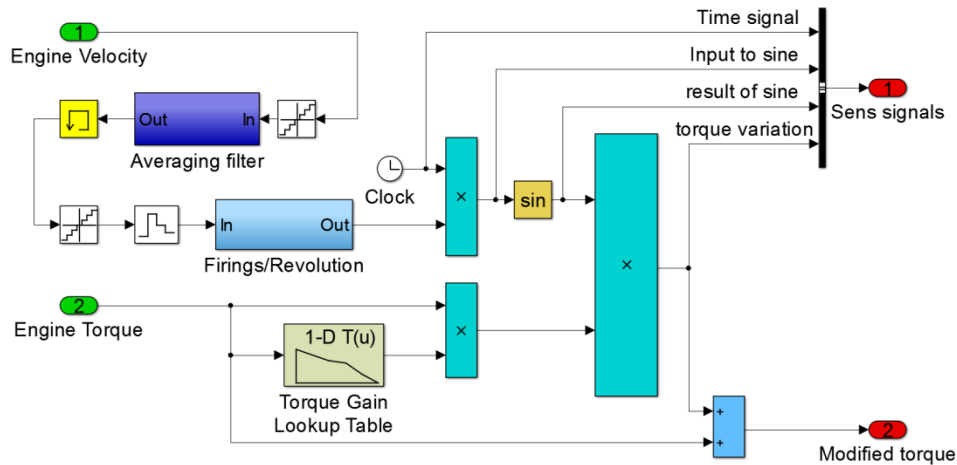 1
Engine Velocity
Out
In
Averaging filter
In
Out
Firings/Revolution
Clock
×
sin
×
Time signal
Input to sine
result of sine
torque variation
1
Sens signals
2
Engine Torque
1-D T(u)
Torque Gain
Lookup Table
×
+
+
2
Modified torque